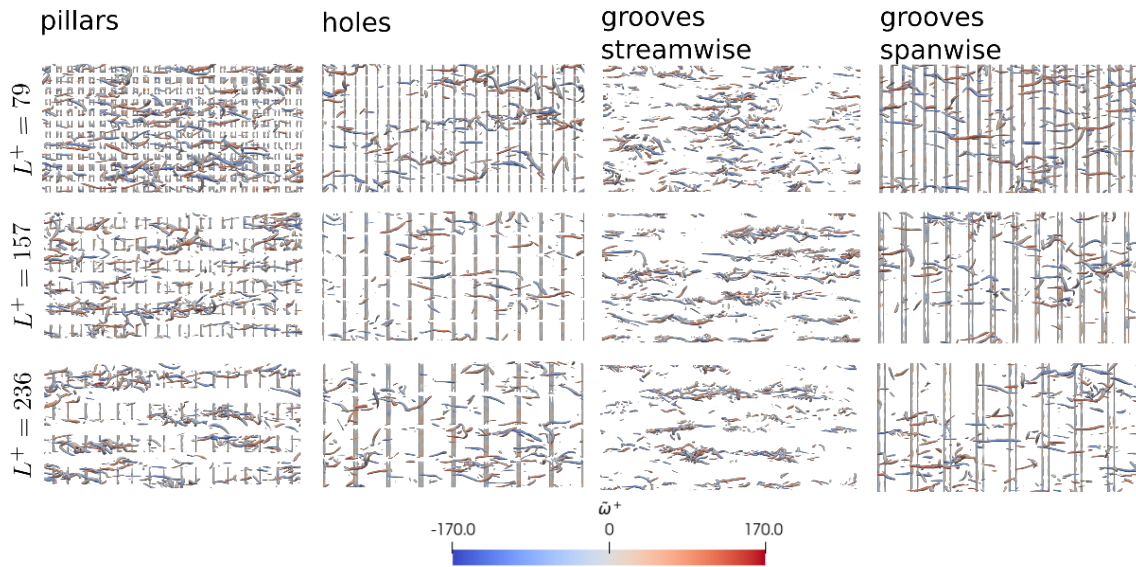 pillars
holes
grooves
streamwise
grooves
spanwise
L⁺ = 79
L⁺ = 157
L⁺ = 236
ω̃⁺
-170.0 0 170.0